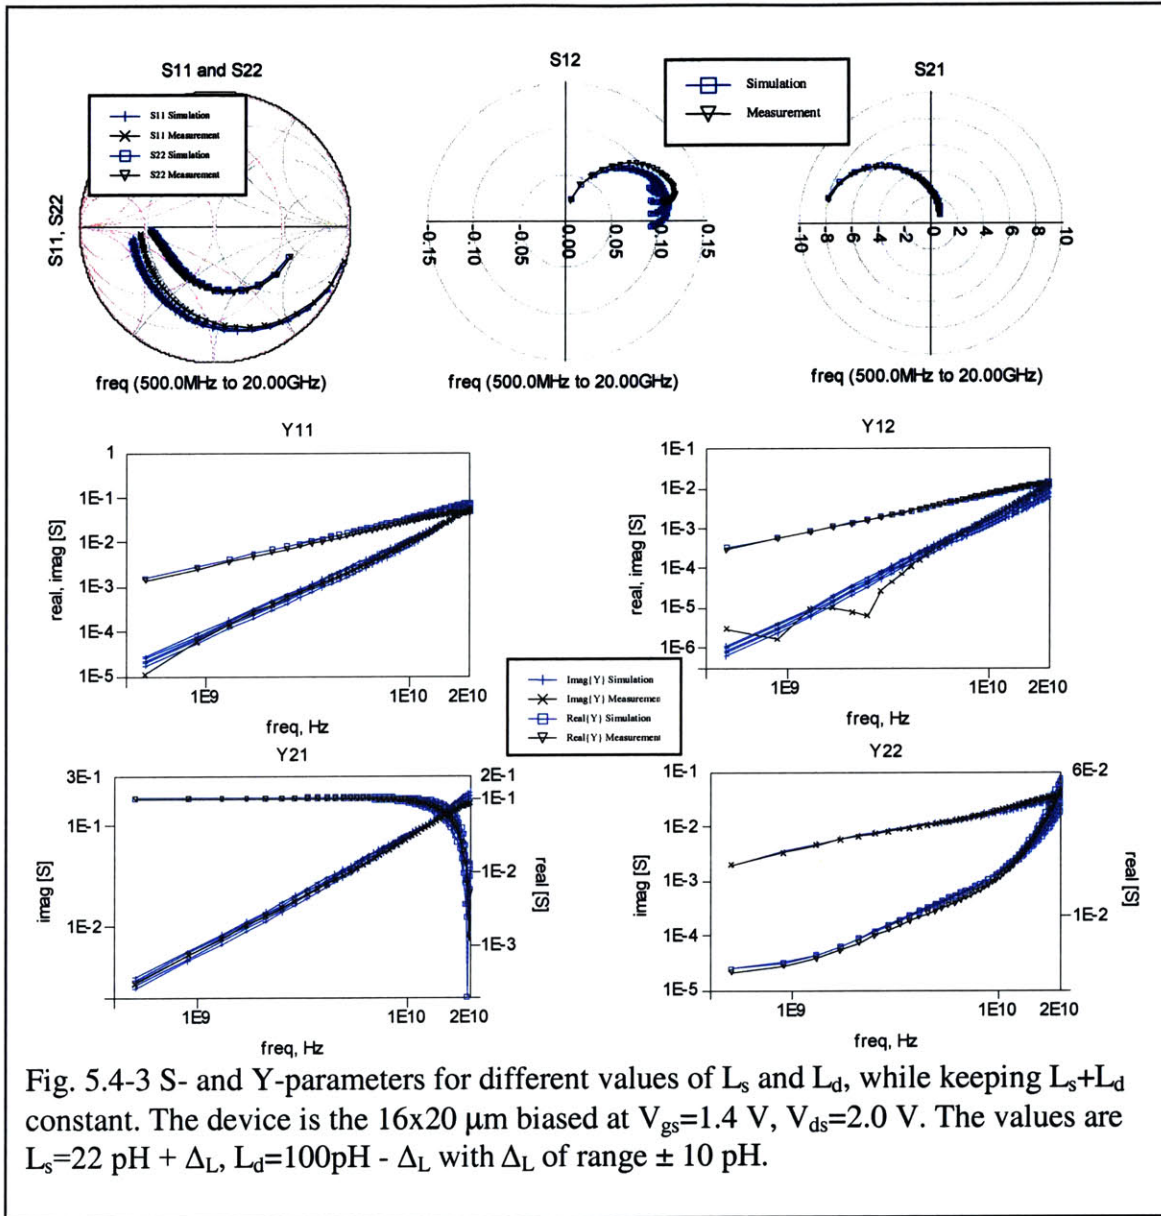 S11 and S22
S11 Simulation
S11 Measurement
S22 Simulation
S22 Measurement
S11, S22
freq (500.0MHz to 20.00GHz)
S12
-0.15
-0.10
-0.05
0.00
0.05
0.10
0.15
freq (500.0MHz to 20.00GHz)
Simulation
Measurement
S21
-10
-8
-6
-4
-2
0
2
4
6
8
10
freq (500.0MHz to 20.00GHz)
Y11
real, imag [S]
1
1E-1
1E-2
1E-3
1E-4
1E-5
1E9
1E10
2E10
freq, Hz
Y12
real, imag [S]
1E-1
1E-2
1E-3
1E-4
1E-5
1E-6
1E9
1E10
2E10
freq, Hz
Imag(Y) Simulation
Imag(Y) Measuremen
Real(Y) Simulation
Real(Y) Measurement
Y21
imag [S]
3E-1
1E-1
1E-2
2E-1
1E-1
1E-2
1E-3
real [S]
1E9
1E10
2E10
freq, Hz
Y22
imag [S]
1E-1
1E-2
1E-3
1E-4
1E-5
6E-2
1E-2
real [S]
1E9
1E10
2E10
freq, Hz
Fig. 5.4-3 S- and Y-parameters for different values of Ls and Ld, while keeping Ls+Ld
constant. The device is the 16x20 μm biased at Vgs=1.4 V, Vds=2.0 V. The values are
Ls=22 pH + ΔL, Ld=100pH - ΔL with ΔL of range ± 10 pH.